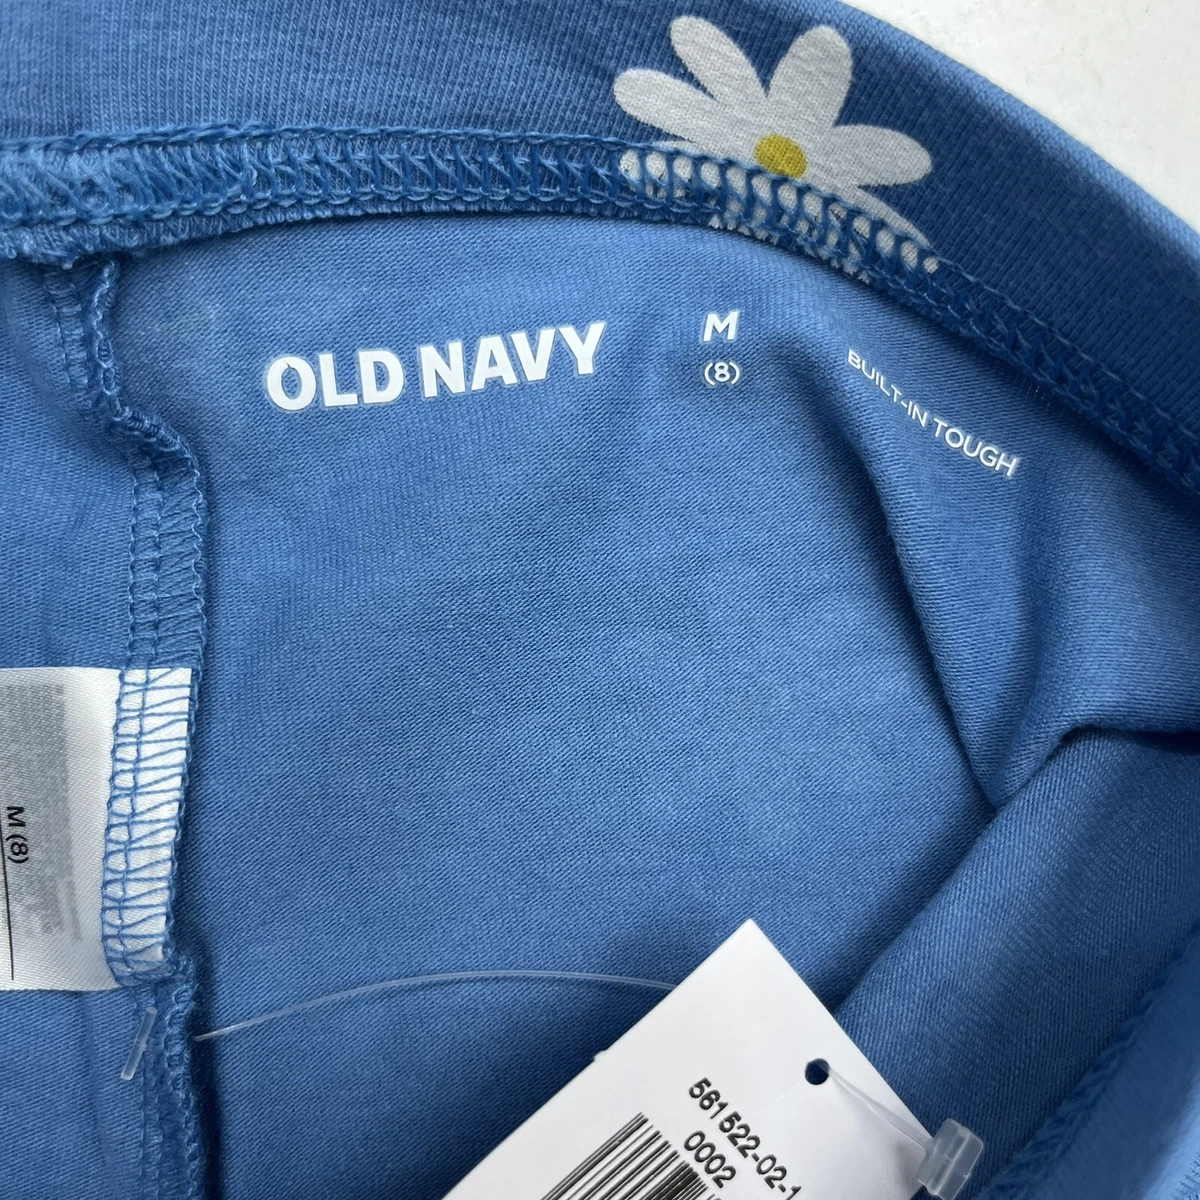 OLD NAVY
M
(8)
BUILT-IN TOUGH
M (8)
561522-02-1
0002